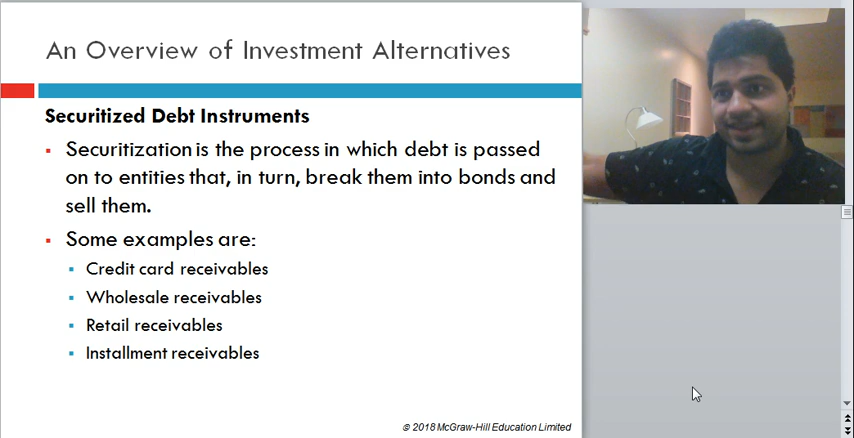 An Overview of Investment Alternatives
Securitized Debt Instruments
▪ Securitization is the process in which debt is passed
on to entities that, in turn, break them into bonds and
sell them.
▪ Some examples are:
▪ Credit card receivables
▪ Wholesale receivables
▪ Retail receivables
▪ Installment receivables
© 2018 McGraw-Hill Education Limited